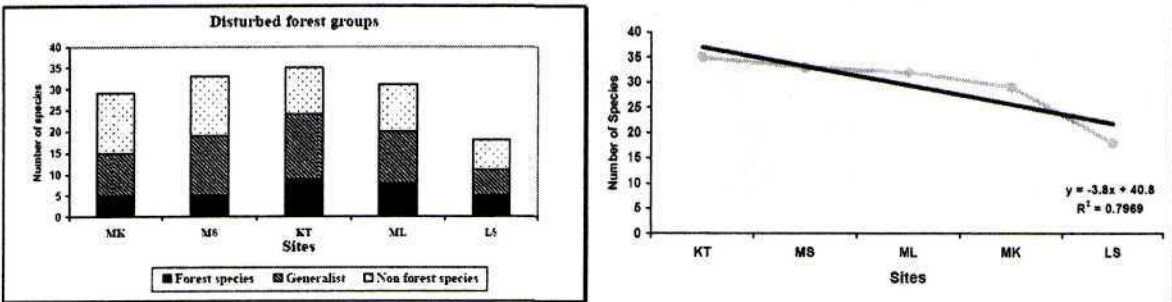 Disturbed forest groups
Number of species
40
35
30
25
20
15
10
5
0
MK MS KT ML LS
Sites
Forest species Generalist Non forest species
Number of Species
40
35
30
25
20
15
10
5
0
y = -3.8x + 40.8
R² = 0.7969
KT MS ML MK LS
Sites